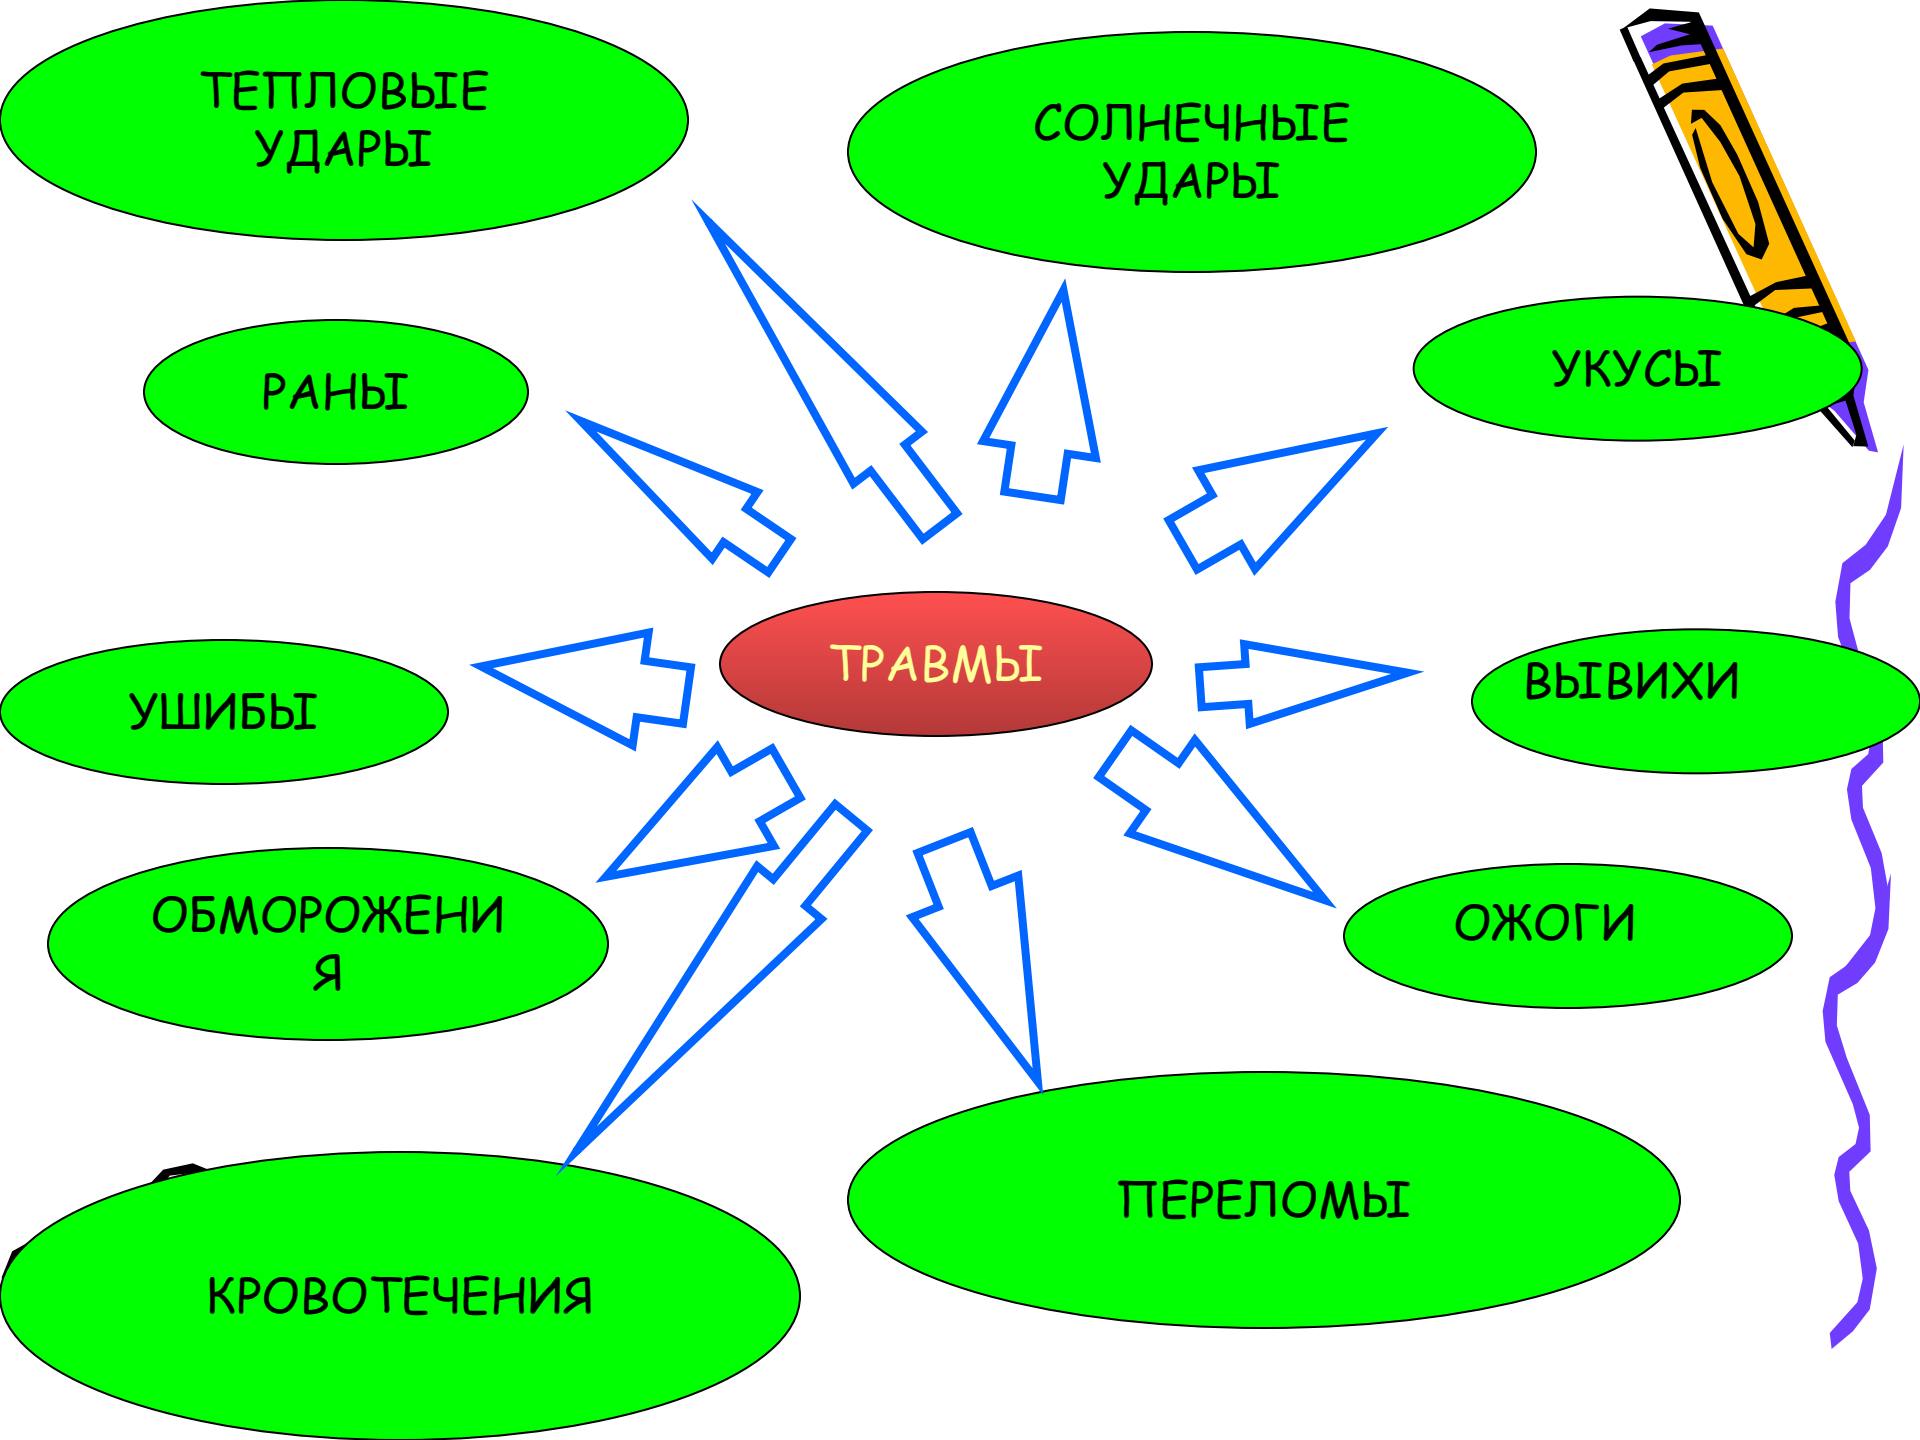 ТЕПЛОВЫЕ
УДАРЫ
СОЛНЕЧНЫЕ
УДАРЫ
РАНЫ
УКУСЫ
ТРАВМЫ
УШИБЫ
ВЫВИХИ
ОБМОРОЖЕНИ
Я
ОЖОГИ
ПЕРЕЛОМЫ
КРОВОТЕЧЕНИЯ